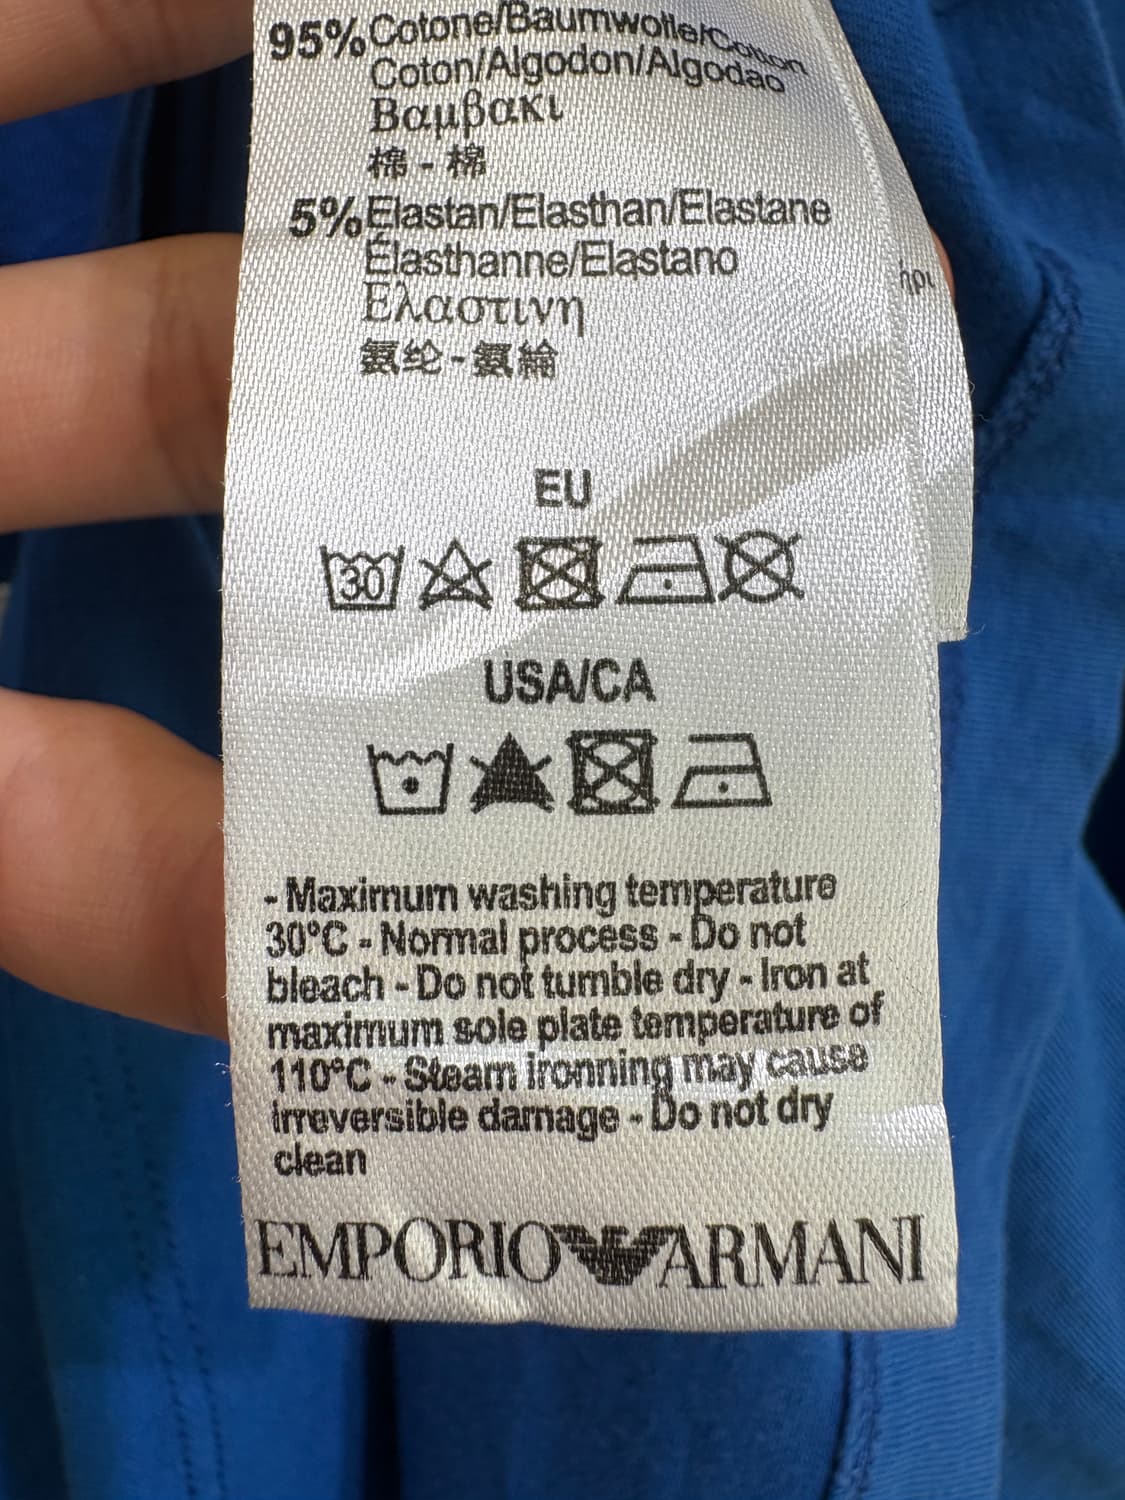 95% Cotone/Baumwolle/Cotton
Coton/Algodon/Algodao
Βαμβακι
棉 - 棉
5% Elastan/Elasthan/Elastane
Élasthanne/Elastano
Ελαστινη
氨纶 - 氨綸
EU
30
USA/CA
- Maximum washing temperature
30°C - Normal process - Do not
bleach - Do not tumble dry - Iron at
maximum sole plate temperature of
110°C - Steam ironning may cause
irreversible damage - Do not dry
clean
EMPORIO ARMANI